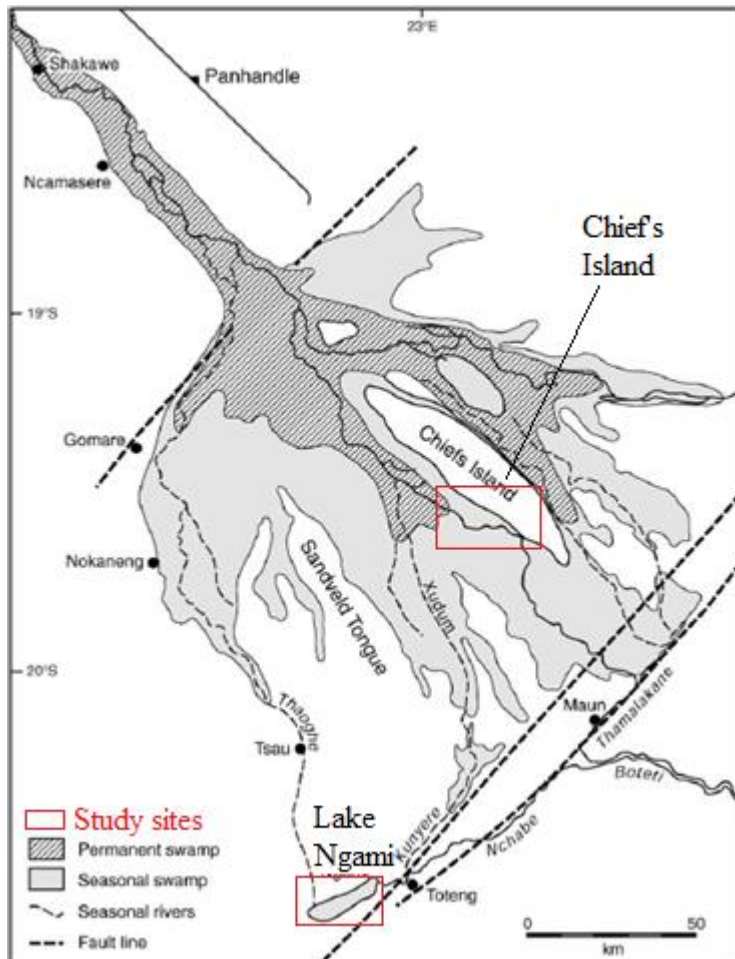 23°E
Shakawe
Panhandle
Ncamasere
Chief's
Island
19°S
Gomare
Chiefs Island
Nokaneng
Sandveld Tongue
Xudum
20°S
Maun
Thamalakane
Thaoghe
Tsau
Boteti
Study sites
Lake
Ngami
Kunyere
Nchabe
Permanent swamp
Seasonal swamp
Toteng
Seasonal rivers
Fault line
0
50
km